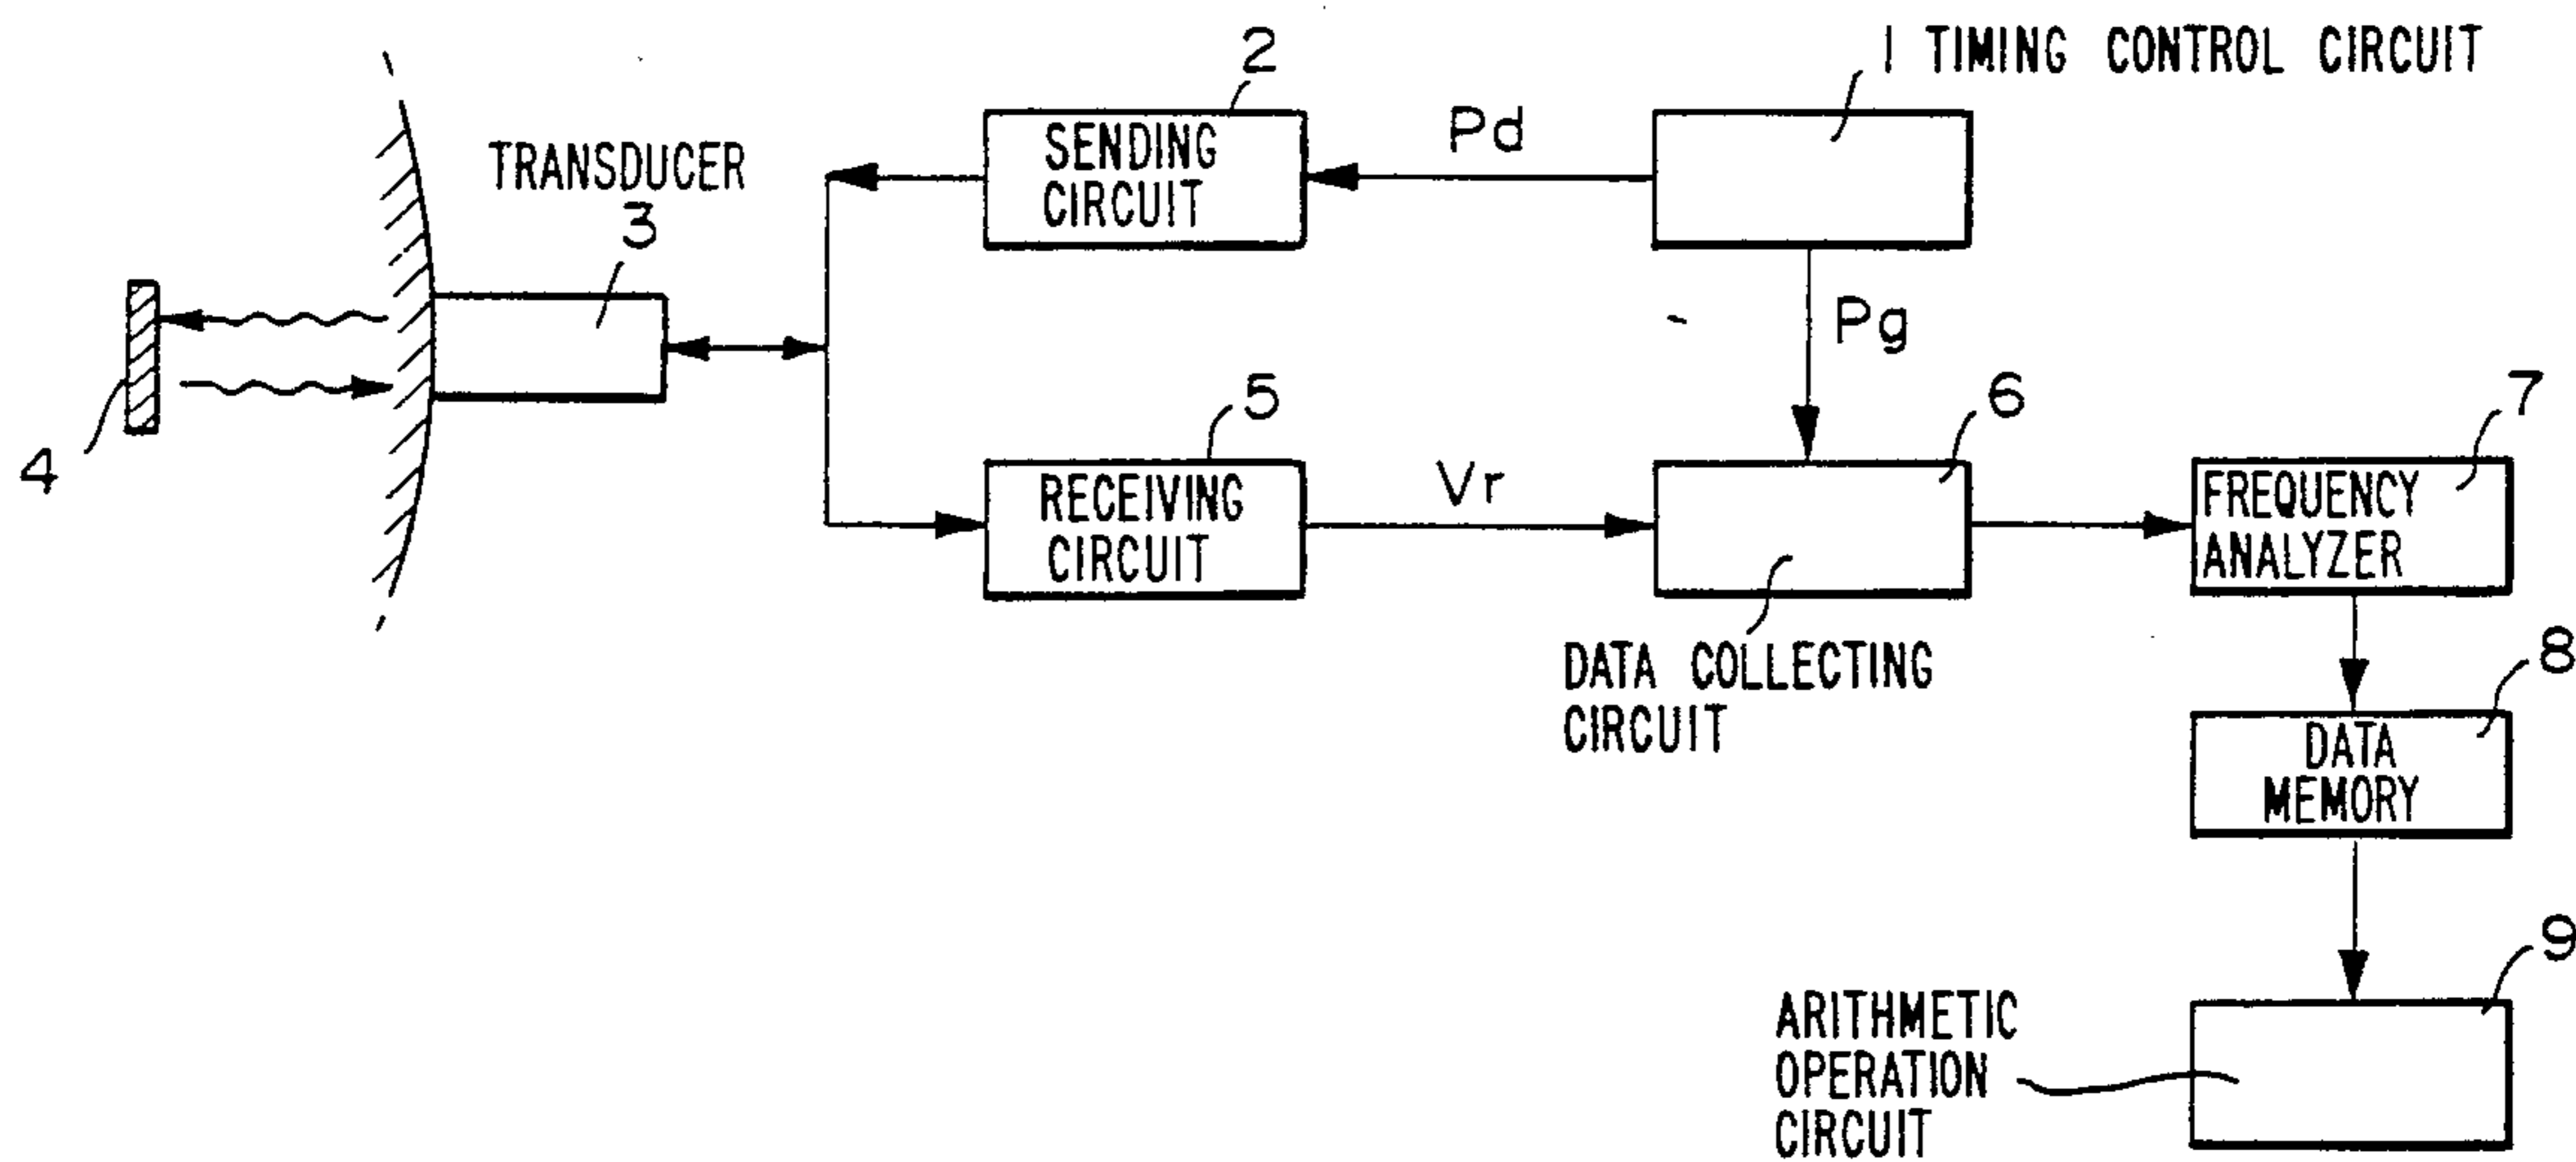 2
1 TIMING CONTROL CIRCUIT
TRANSDUCER
3
SENDING
CIRCUIT
Pd
Pg
4
5
RECEIVING
CIRCUIT
Vr
6
DATA COLLECTING
CIRCUIT
7
FREQUENCY
ANALYZER
8
DATA
MEMORY
9
ARITHMETIC
OPERATION
CIRCUIT